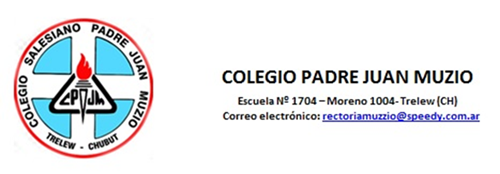 COLEGIO SALESIANO PADRE JUAN MUZIO
CPJM
TRELEW - CHUBUT
COLEGIO PADRE JUAN MUZIO
Escuela Nº 1704 – Moreno 1004- Trelew (CH)
Correo electrónico: rectoriamuzzio@speedy.com.ar